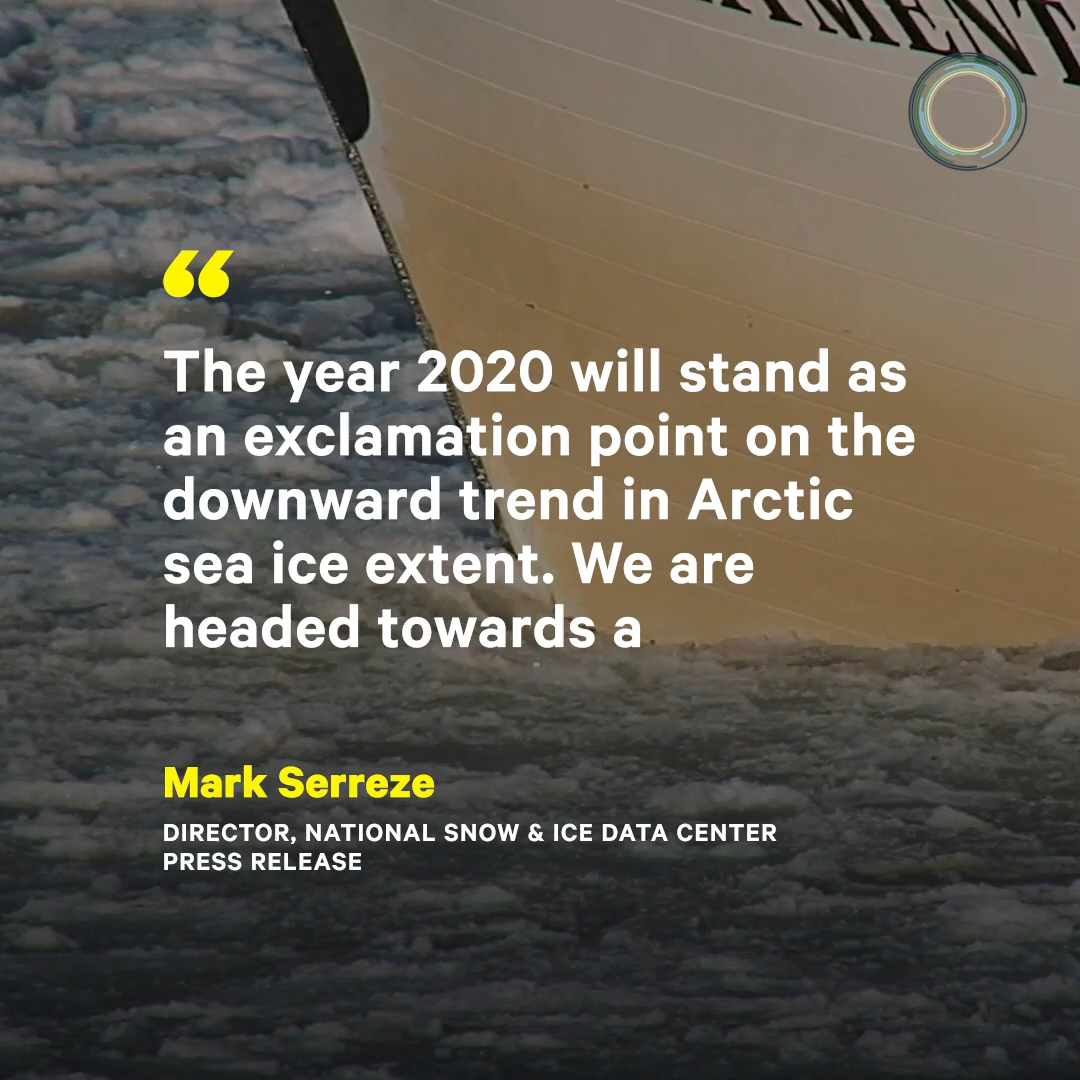 “
The year 2020 will stand as
an exclamation point on the
downward trend in Arctic
sea ice extent. We are
headed towards a
Mark Serreze
DIRECTOR, NATIONAL SNOW & ICE DATA CENTER
PRESS RELEASE